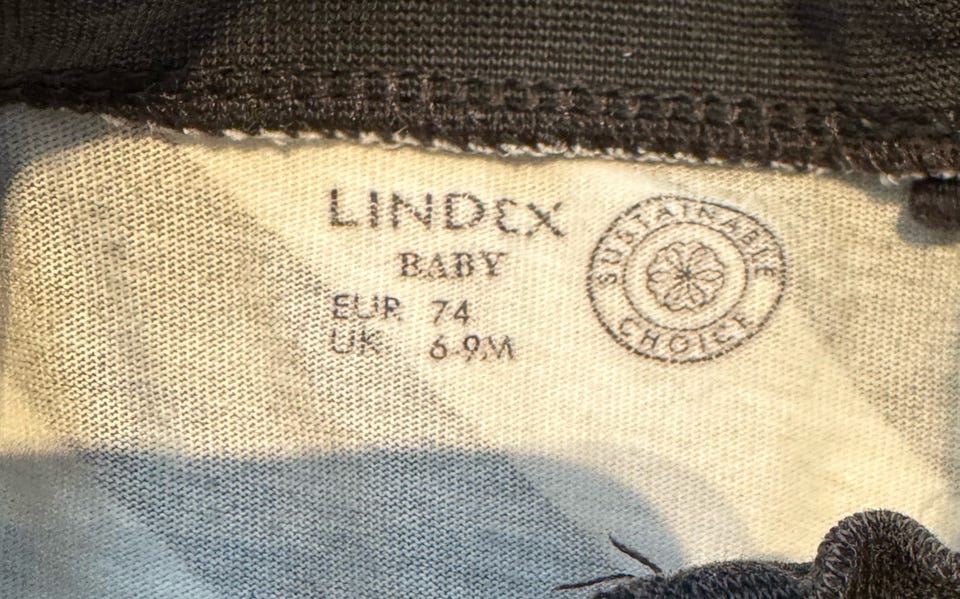 LINDEX
BABY
EUR 74
UK 6-9M
SUSTAINABLE
CHOICE